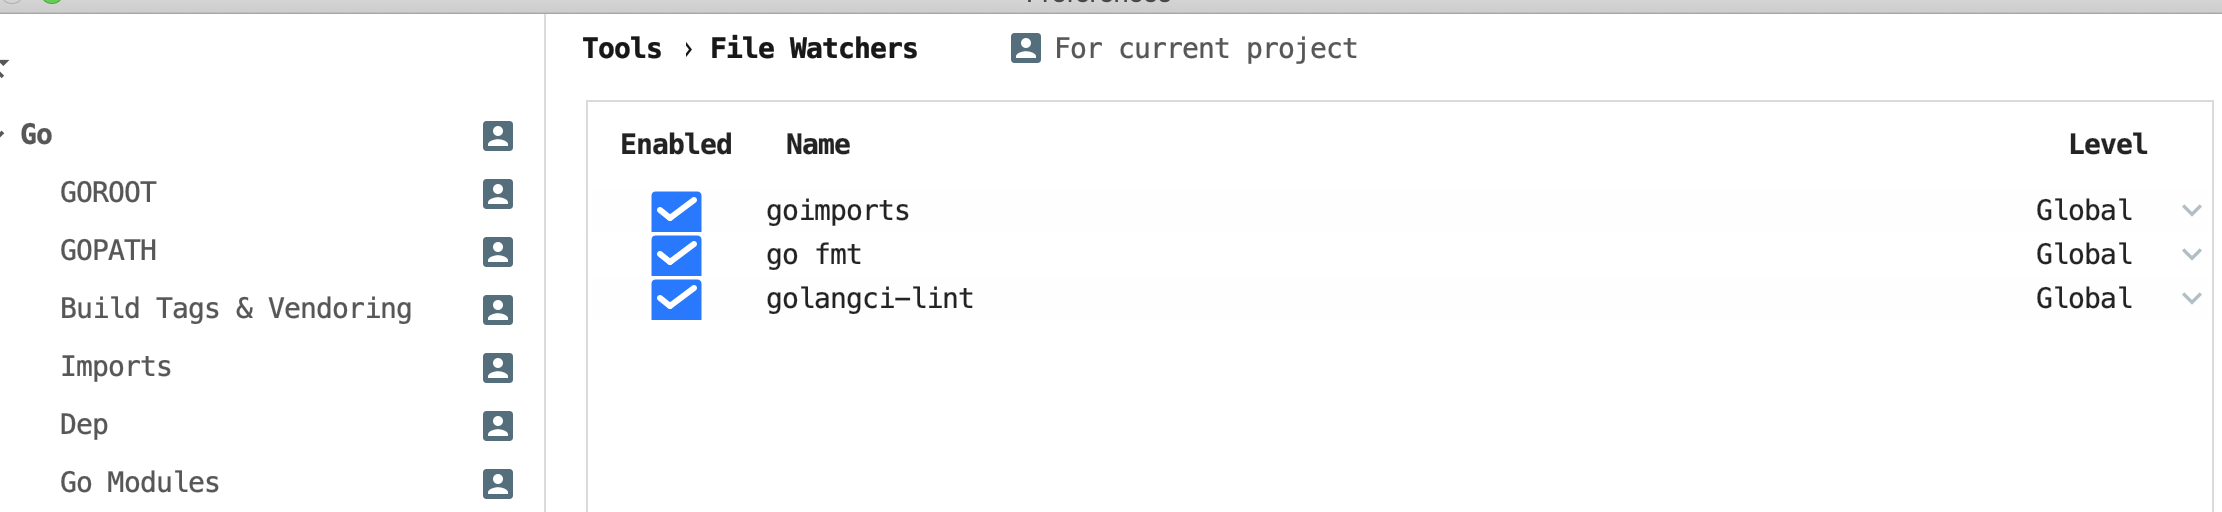 Preferences
Tools › File Watchers For current project
Go
GOROOT
GOPATH
Build Tags & Vendoring
Imports
Dep
Go Modules
Enabled Name Level
goimports Global
go fmt Global
golangci-lint Global